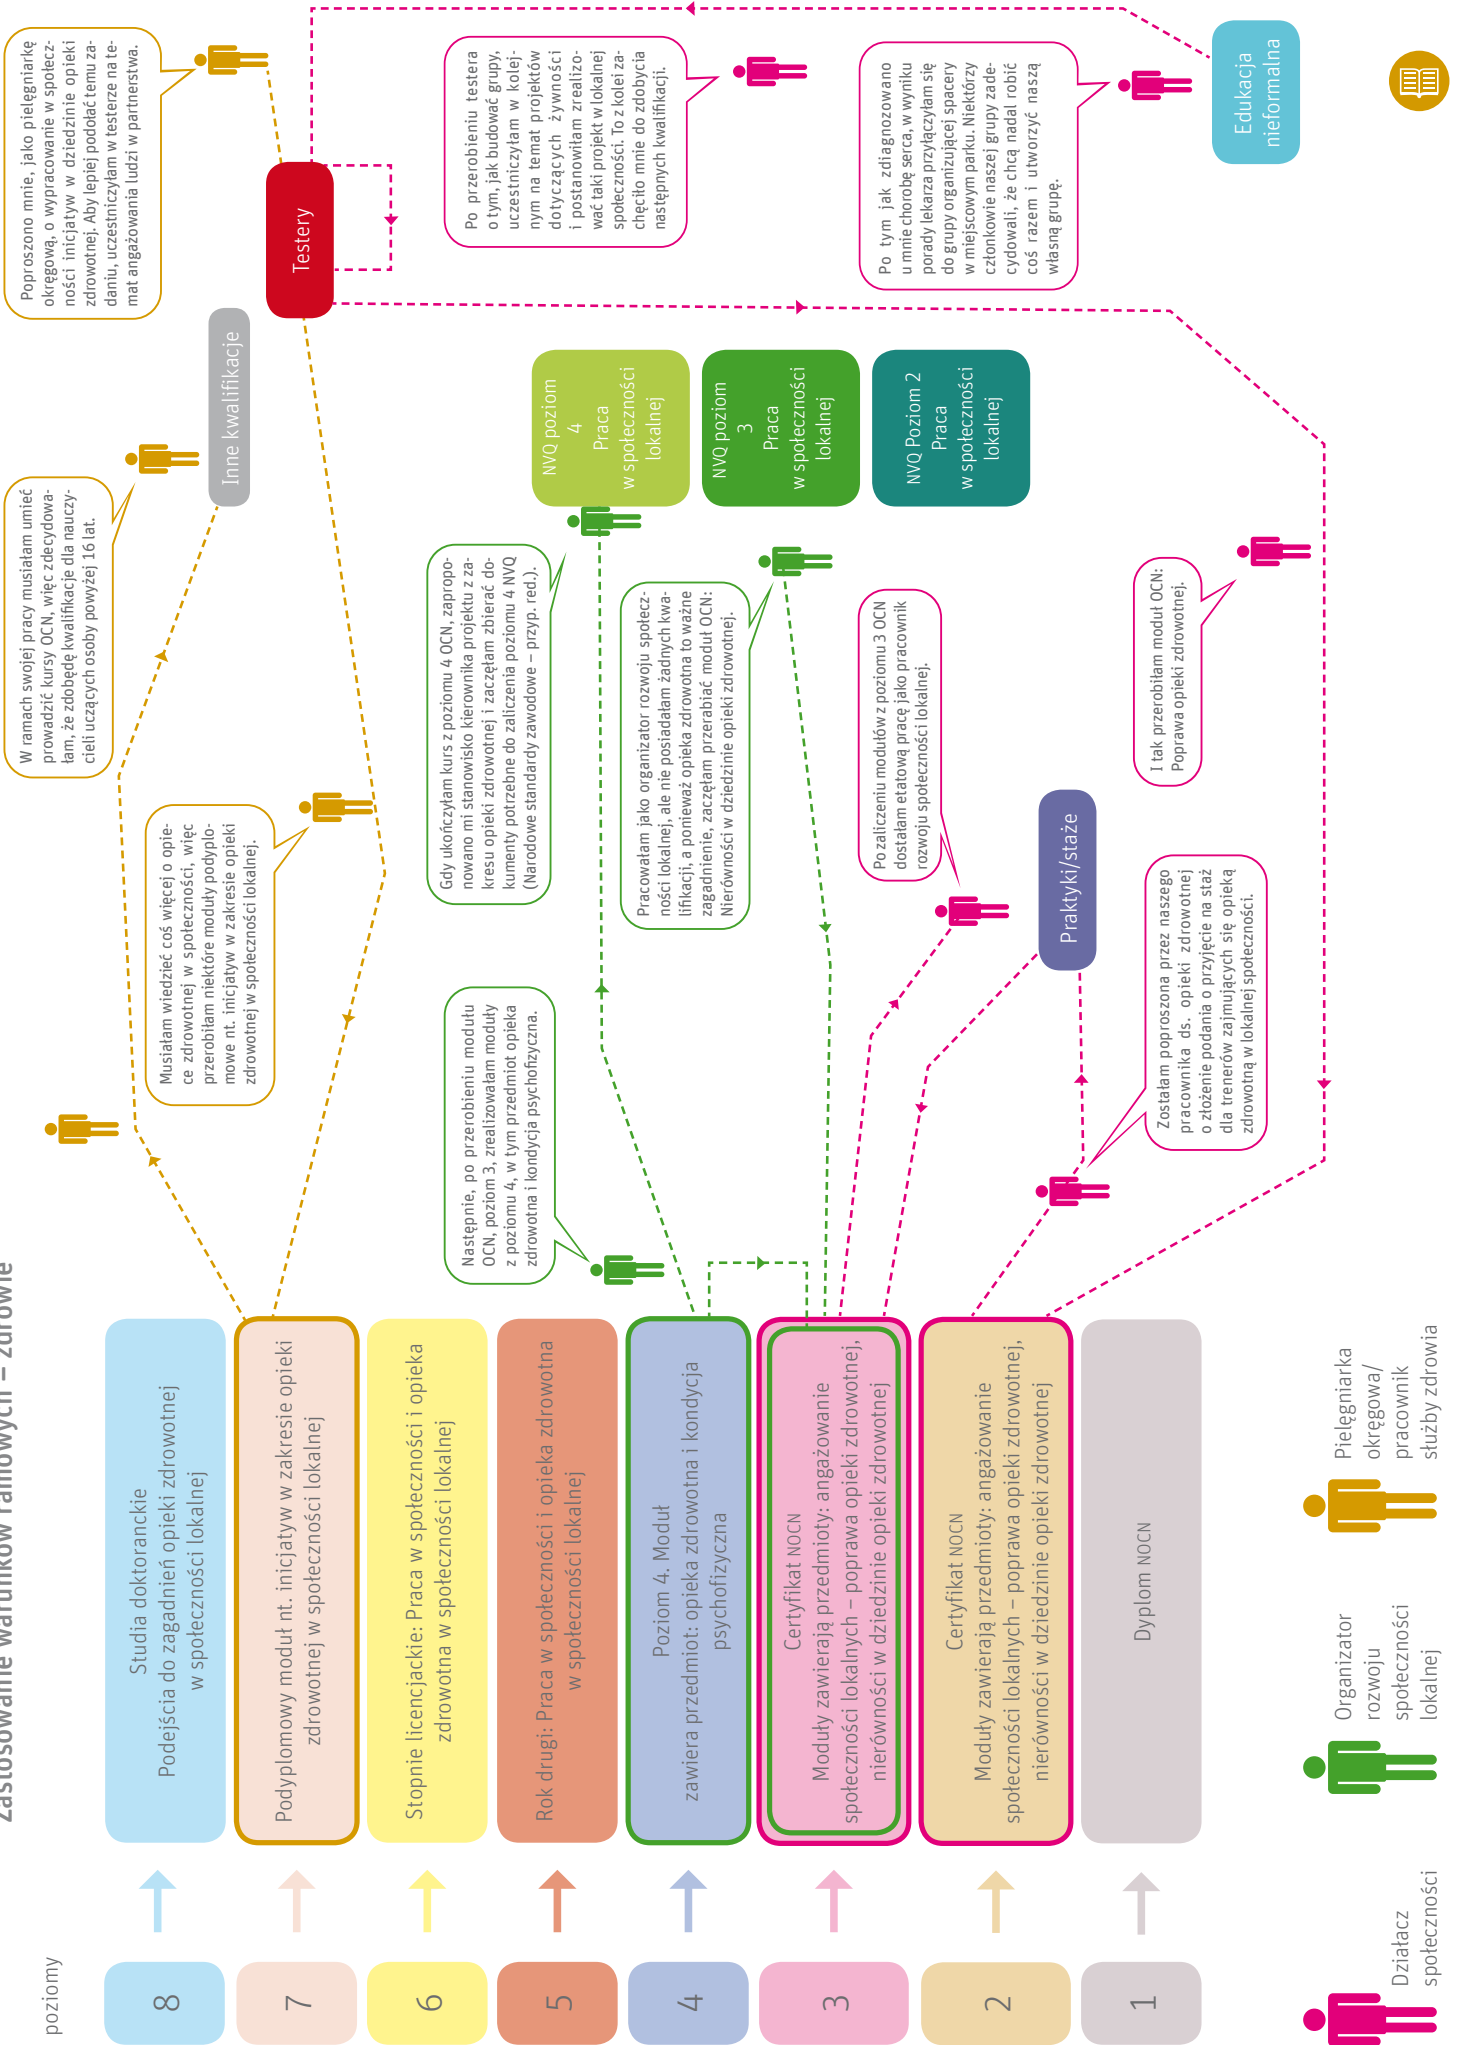 Zastosowanie warunków ramowych – zdrowie
poziomy
8
7
6
5
4
3
2
1
Studia doktoranckie
Podejścia do zagadnień opieki zdrowotnej
w społeczności lokalnej
Podyplomowy moduł nt. inicjatyw w zakresie opieki
zdrowotnej w społeczności lokalnej
Stopnie licencjackie: Praca w społeczności i opieka
zdrowotna w społeczności lokalnej
Rok drugi: Praca w społeczności i opieka zdrowotna
w społeczności lokalnej
Poziom 4. Moduł
zawiera przedmiot: opieka zdrowotna i kondycja
psychofizyczna
Certyfikat NOCN
Moduły zawierają przedmioty: angażowanie
społeczności lokalnych – poprawa opieki zdrowotnej,
nierówności w dziedzinie opieki zdrowotnej
Certyfikat NOCN
Moduły zawierają przedmioty: angażowanie
społeczności lokalnych – poprawa opieki zdrowotnej,
nierówności w dziedzinie opieki zdrowotnej
Dyplom NOCN
Musiałam wiedzieć coś więcej o opie-
ce zdrowotnej w społeczności, więc
przerobiłam niektóre moduły podyplo-
mowe nt. inicjatyw w zakresie opieki
zdrowotnej w społeczności lokalnej.
W ramach swojej pracy musiałam umieć
prowadzić kursy OCN, więc zdecydowa-
łam, że zdobędę kwalifikacje dla nauczy-
cieli uczących osoby powyżej 16 lat.
Inne kwalifikacje
Poproszono mnie, jako pielęgniarkę
okręgową, o wypracowanie w społecz-
ności inicjatyw w dziedzinie opieki
zdrowotnej. Aby lepiej podołać temu za-
daniu, uczestniczyłam w testerze na te-
mat angażowania ludzi w partnerstwa.
Testery
Następnie, po przerobieniu modułu
OCN, poziom 3, zrealizowałam moduły
z poziomu 4, w tym przedmiot opieka
zdrowotna i kondycja psychofizyczna.
Gdy ukończyłam kurs z poziomu 4 OCN, zapropo-
nowano mi stanowisko kierownika projektu z za-
kresu opieki zdrowotnej i zaczęłam zbierać do-
kumenty potrzebne do zaliczenia poziomu 4 NVQ
(Narodowe standardy zawodowe – przyp. red.).
Pracowałam jako organizator rozwoju społecz-
ności lokalnej, ale nie posiadałam żadnych kwa-
lifikacji, a ponieważ opieka zdrowotna to ważne
zagadnienie, zaczęłam przerabiać moduł OCN:
Nierówności w dziedzinie opieki zdrowotnej.
NVQ poziom
4
Praca
w społeczności
lokalnej
NVQ poziom
3
Praca
w społeczności
lokalnej
NVQ Poziom 2
Praca
w społeczności
lokalnej
Po przerobieniu testera
o tym, jak budować grupy,
uczestniczyłam w kolej-
nym na temat projektów
dotyczących żywności
i postanowiłam zrealizo-
wać taki projekt w lokalnej
społeczności. To z kolei za-
chęciło mnie do zdobycia
następnych kwalifikacji.
Po tym jak zdiagnozowano
u mnie chorobę serca, w wyniku
porady lekarza przyłączyłam się
do grupy organizującej spacery
w miejscowym parku. Niektórzy
członkowie naszej grupy zade-
cydowali, że chcą nadal robić
coś razem i utworzyć naszą
własną grupę.
Edukacja
nieformalna
Po zaliczeniu modułów z poziomu 3 OCN
dostałam etatową pracę jako pracownik
rozwoju społeczności lokalnej.
Praktyki/staże
Zostałam poproszona przez naszego
pracownika ds. opieki zdrowotnej
o złożenie podania o przyjęcie na staż
dla trenerów zajmujących się opieką
zdrowotną w lokalnej społeczności.
I tak przerobiłam moduł OCN:
Poprawa opieki zdrowotnej.
Działacz
społeczności
Organizator
rozwoju
społeczności
lokalnej
Pielęgniarka
okręgowa/
pracownik
służby zdrowia